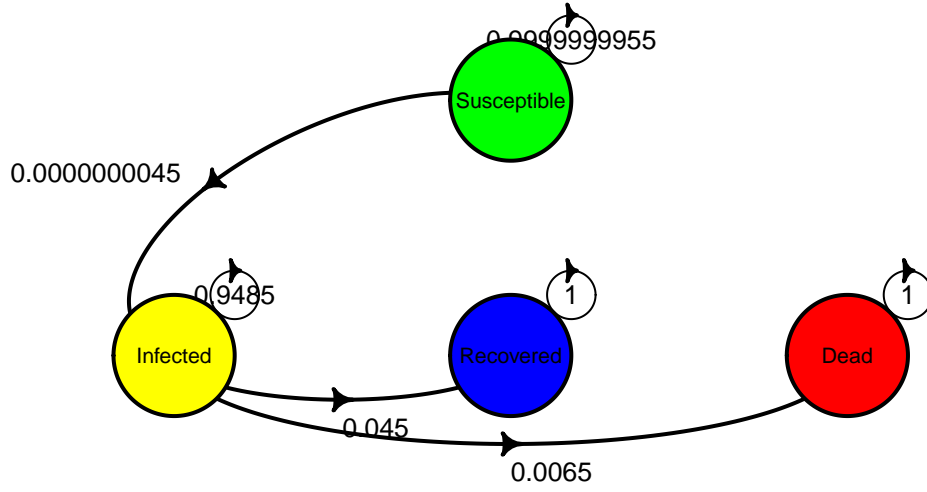 0.9999999955
Susceptible
0.0000000045
0.9485
1
1
Infected
Recovered
Dead
0.045
0.0065